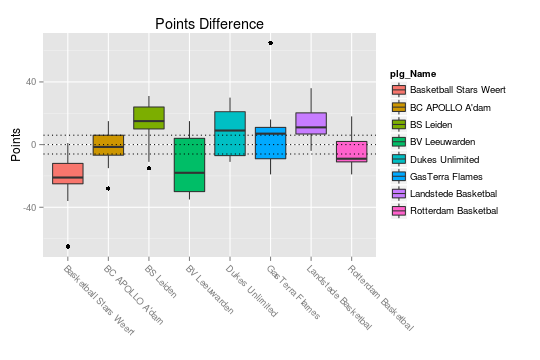 Points Difference
Points
40
0
-40
Basketball Stars Weert
BC APOLLO A'dam
BS Leiden
BV Leeuwarden
Dukes Unlimited
GasTerra Flames
Landstede Basketbal
Rotterdam Basketbal
plg_Name
Basketball Stars Weert
BC APOLLO A'dam
BS Leiden
BV Leeuwarden
Dukes Unlimited
GasTerra Flames
Landstede Basketbal
Rotterdam Basketbal